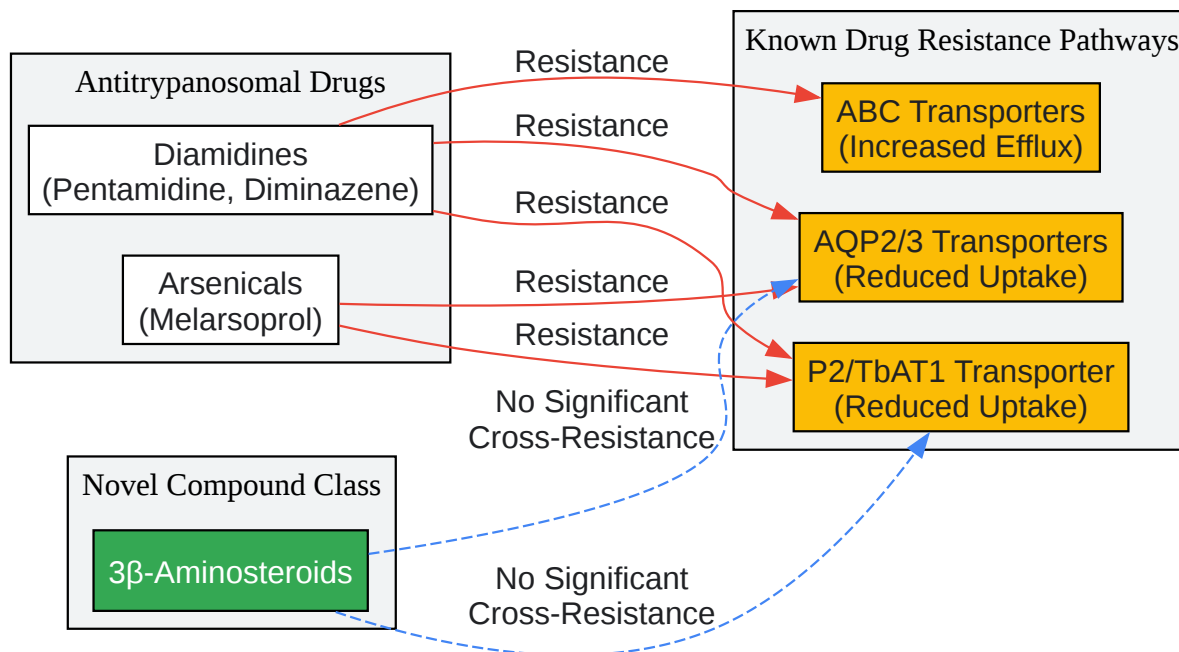 Antitrypanosomal Drugs
Diamidines
(Pentamidine, Diminazene)
Arsenicals
(Melarsoprol)
Novel Compound Class
3β-Aminosteroids
Resistance
Resistance
Resistance
Resistance
Resistance
No Significant
Cross-Resistance
No Significant
Cross-Resistance
Known Drug Resistance Pathways
ABC Transporters
(Increased Efflux)
AQP2/3 Transporters
(Reduced Uptake)
P2/TbAT1 Transporter
(Reduced Uptake)